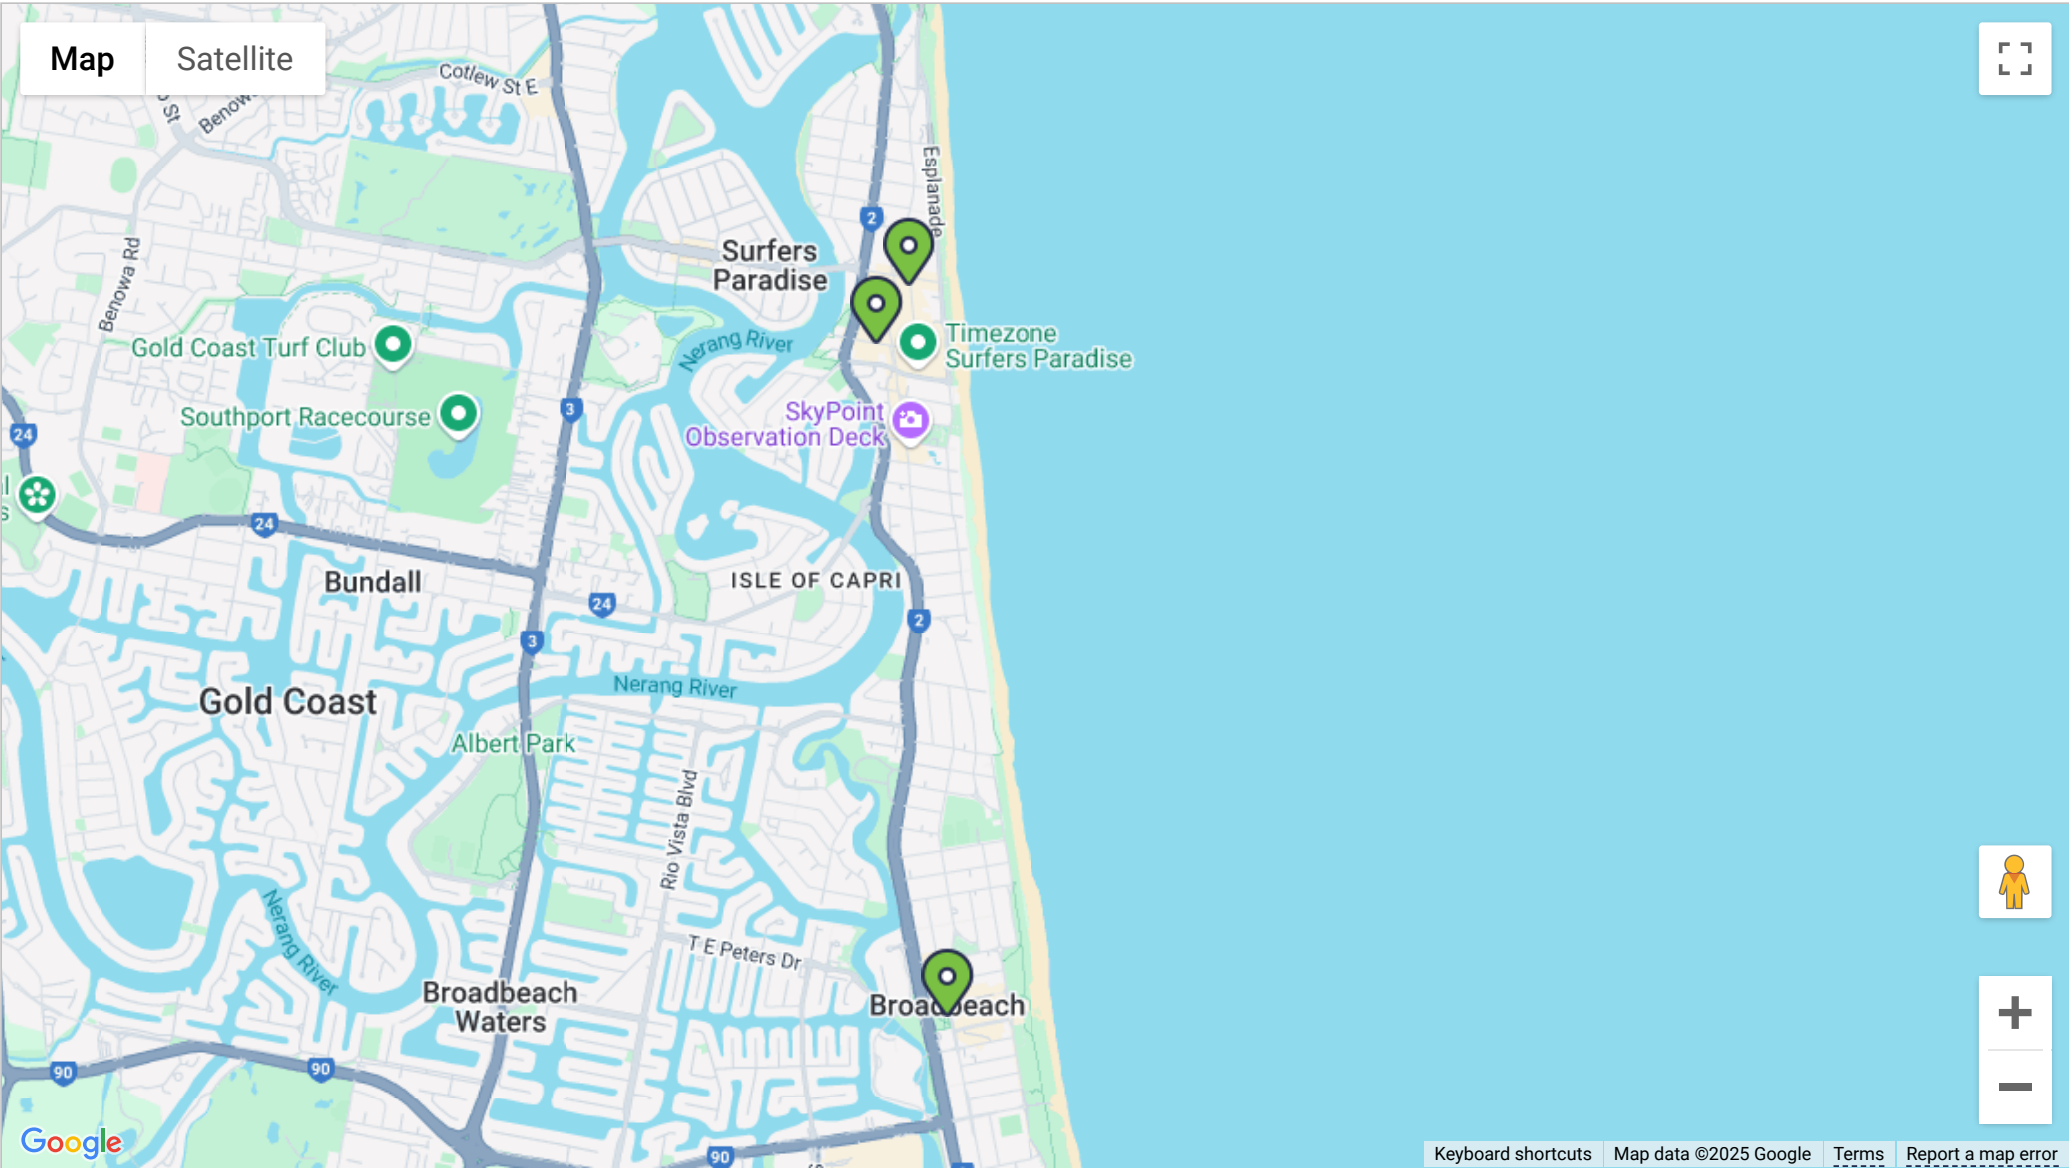 Map
Satellite
Cotlew St E
Benowa Rd
Esplanade
2
Surfers
Paradise
Nerang River
Gold Coast Turf Club
Timezone
Surfers Paradise
Southport Racecourse
3
SkyPoint
Observation Deck
24
24
Bundall
ISLE OF CAPRI
24
3
2
Nerang River
Gold Coast
Albert Park
Rio Vista Blvd
Nerang River
T E Peters Dr
Broadbeach
Waters
Broadbeach
90
90
90
Google
Keyboard shortcuts
Map data ©2025 Google
Terms
Report a map error